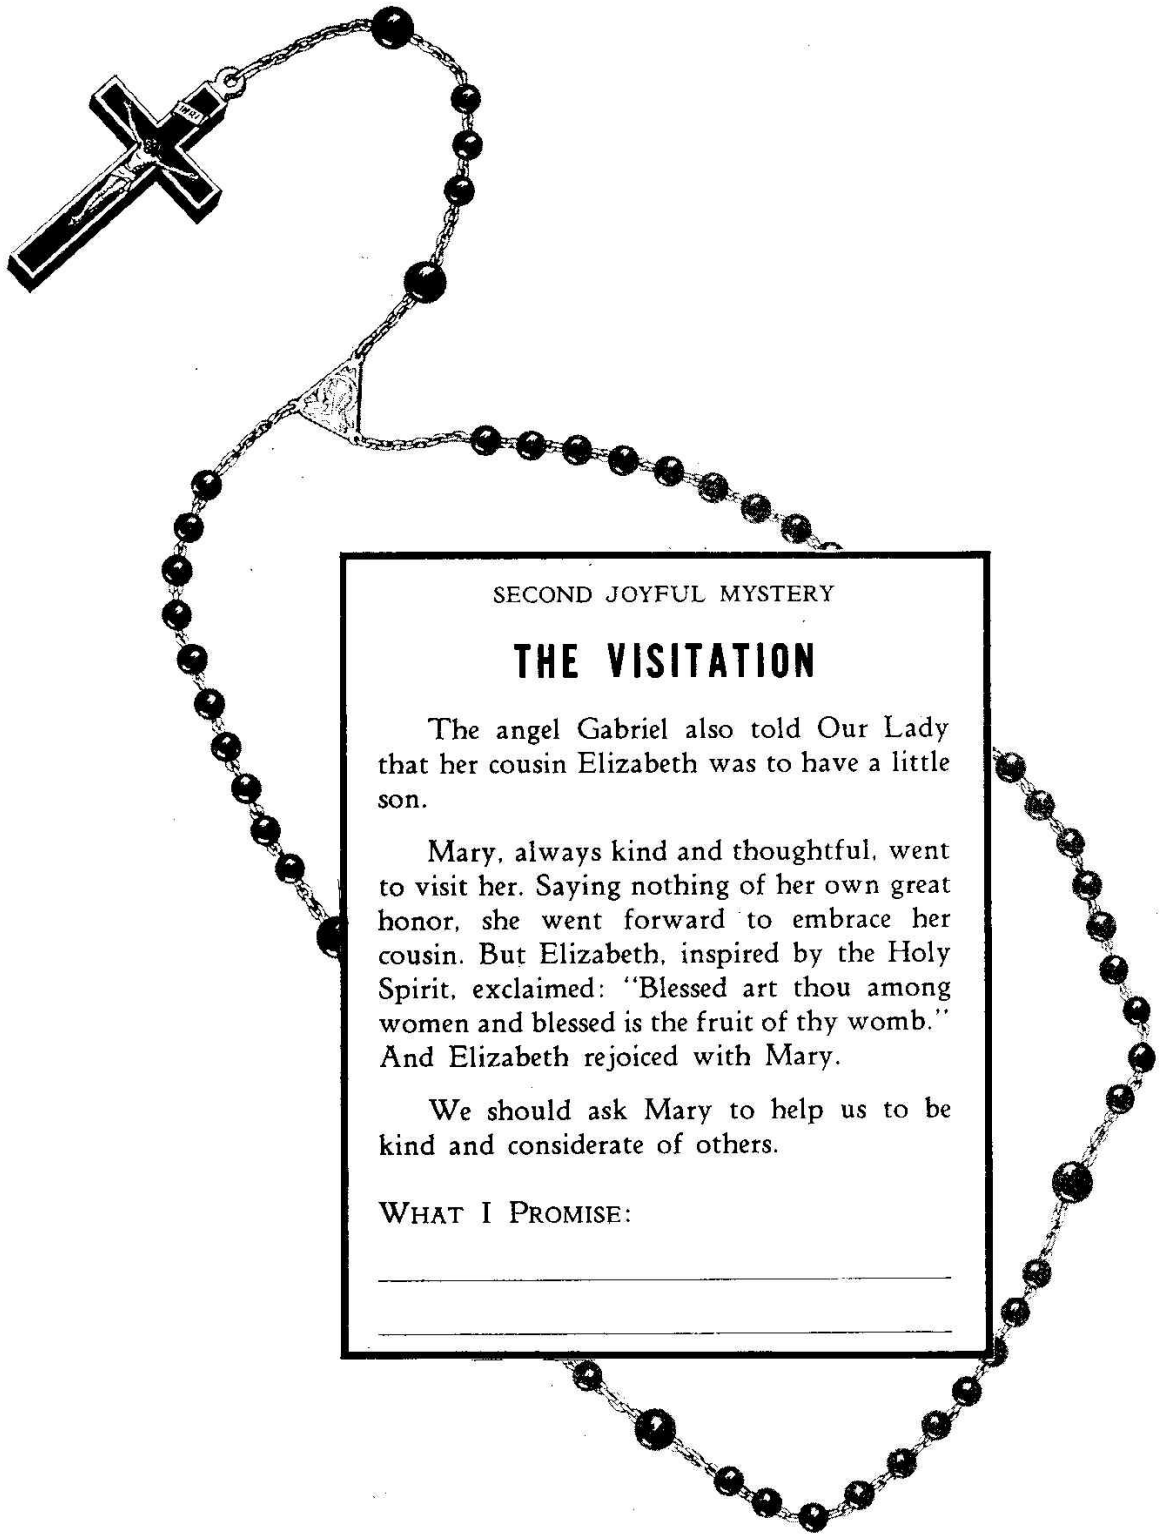 INRI
SECOND JOYFUL MYSTERY
THE VISITATION
The angel Gabriel also told Our Lady
that her cousin Elizabeth was to have a little
son.
Mary, always kind and thoughtful, went
to visit her. Saying nothing of her own great
honor, she went forward to embrace her
cousin. But Elizabeth, inspired by the Holy
Spirit, exclaimed: "Blessed art thou among
women and blessed is the fruit of thy womb."
And Elizabeth rejoiced with Mary.
We should ask Mary to help us to be
kind and considerate of others.
WHAT I PROMISE: